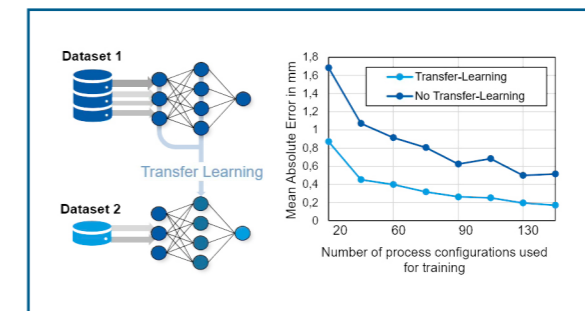 Dataset 1
Transfer Learning
Dataset 2
Mean Absolute Error in mm
1,8
1,6
1,4
1,2
1
0,8
0,6
0,4
0,2
0
Transfer-Learning
No Transfer-Learning
20 60 90 130
Number of process configurations used
for training